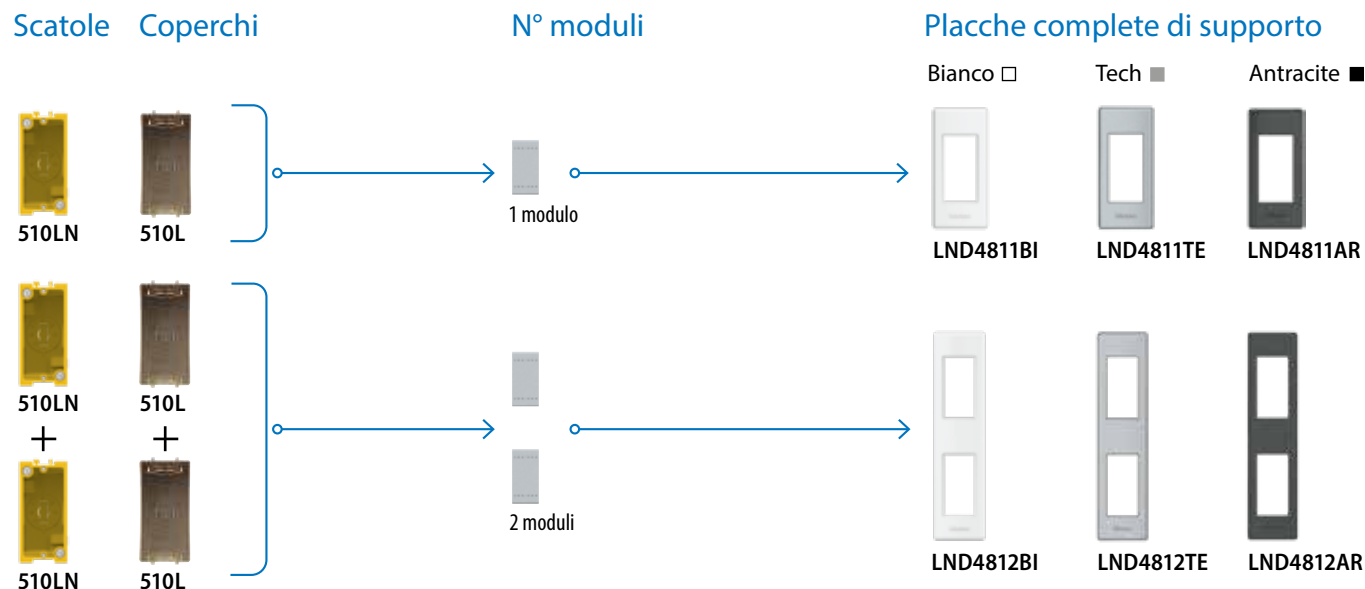 Scatole Coperchi N° moduli Placche complete di supporto
Bianco Tech Antracite
1 modulo
510LN 510L LND4811BI LND4811TE LND4811AR
510LN 510L
+ +
2 moduli
510LN 510L LND4812BI LND4812TE LND4812AR